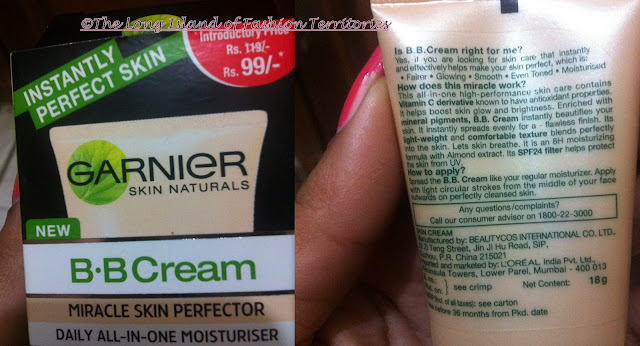 ©The Long Island of Fashion Territories
INSTANTLY
PERFECT SKIN
Introductory Price
Rs. 119/-
Rs. 99/-*
GARNIER
SKIN NATURALS
NEW
B·B Cream
MIRACLE SKIN PERFECTOR
DAILY ALL-IN-ONE MOISTURISER
Is B.B.Cream right for me?
Yes, if you are looking for skin care that instantly
and effectively makes your skin perfect, which is:
• Fairer • Glowing • Smooth • Even Toned • Moisturised
How does this miracle work?
This all-in-one high-performance skin care contains
Vitamin C derivative known to have antioxidant properties.
It helps boost skin glow and brightness. Enriched with
mineral pigments, B.B. Cream instantly beautifies your
skin. It instantly spreads evenly for a flawless finish. Its
light-weight and comfortable texture blends perfectly
into the skin. Lets skin breathe. It is an 8H moisturizing
formula with Almond extract. Its SPF24 filter helps protect
the skin from UV.
How to apply?
Spread the B.B. Cream like your regular moisturizer. Apply
with light circular strokes from the middle of your face
outwards on perfectly cleansed skin.
Any questions/complaints?
Call our consumer advisor on 1800-22-3000
SKIN CREAM
Manufactured by: BEAUTYCOS INTERNATIONAL CO. LTD.,
Zi Teng Street, Jin Ji Hu Road, SIP,
P.R. China 215021
and marketed by: L'ORÉAL, India Pvt. Ltd.,
Towers, Lower Parel, Mumbai - 400 013
on: } see crimp Net Content: 18g
of all taxes): see carton
before 36 months from Pkd. date